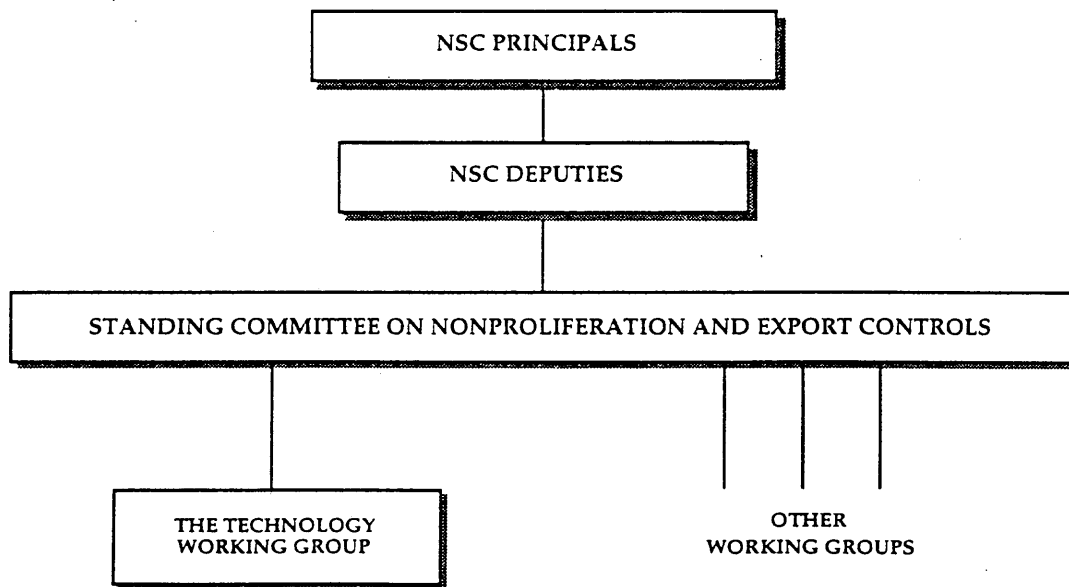 NSC PRINCIPALS
NSC DEPUTIES
STANDING COMMITTEE ON NONPROLIFERATION AND EXPORT CONTROLS
THE TECHNOLOGY
WORKING GROUP
OTHER
WORKING GROUPS